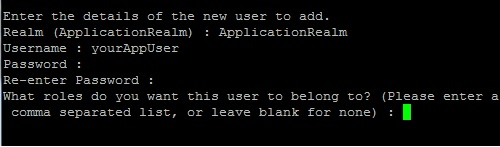 Enter the details of the new user to add.
Realm (ApplicationRealm) : ApplicationRealm
Username : yourAppUser
Password :
Re-enter Password :
What roles do you want this user to belong to? (Please enter a
comma separated list, or leave blank for none) :